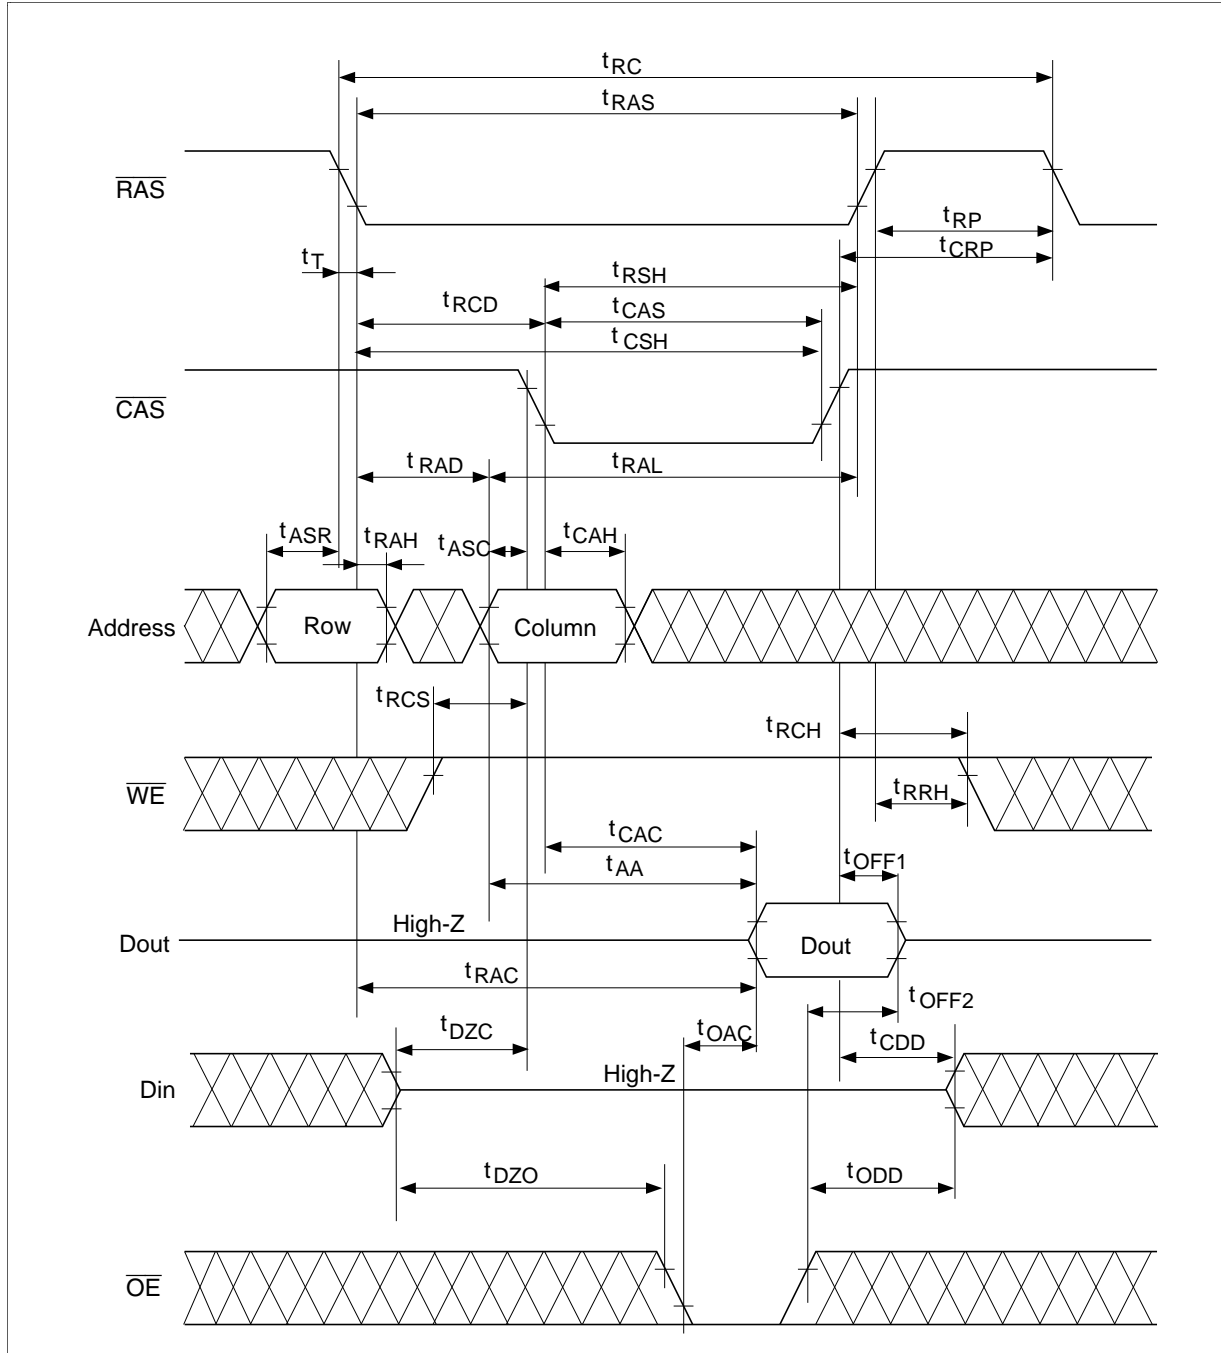 tRC
tRAS
RAS
tRP
tCRP
tT
tRSH
tRCD
tCAS
tCSH
CAS
tRAD
tRAL
tASR
tRAH
tASC
tCAH
Address
Row
Column
tRCS
tRCH
WE
tRRH
tCAC
tOFF1
tAA
High-Z
Dout
Dout
tRAC
tOFF2
tDZC
tOAC
tCDD
High-Z
Din
tDZO
tODD
OE